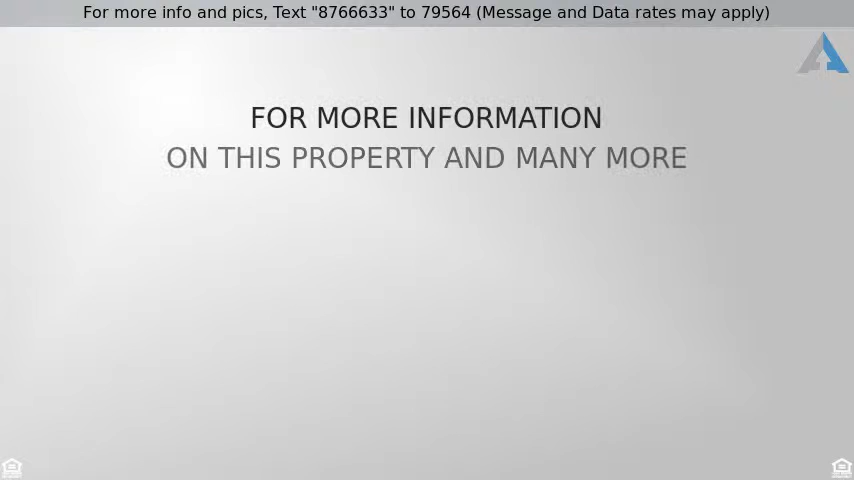 For more info and pics, Text "8766633" to 79564 (Message and Data rates may apply)
FOR MORE INFORMATION
ON THIS PROPERTY AND MANY MORE